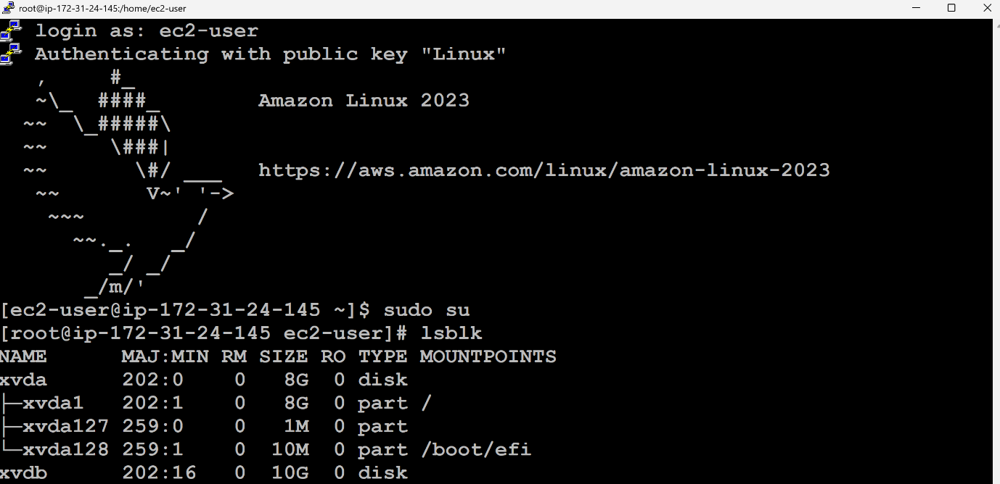 root@ip-172-31-24-145:/home/ec2-user
login as: ec2-user
Authenticating with public key "Linux"
   ,     #_
   ~\_  ####_        Amazon Linux 2023
  ~~  \_#####\
  ~~     \###|
  ~~       \#/ ___   https://aws.amazon.com/linux/amazon-linux-2023
   ~~       V~' '->
    ~~~         /
      ~~._.   _/
         _/ _/
       _/m/'
[ec2-user@ip-172-31-24-145 ~]$ sudo su
[root@ip-172-31-24-145 ec2-user]# lsblk
NAME      MAJ:MIN RM SIZE RO TYPE MOUNTPOINTS
xvda      202:0    0   8G  0 disk
├─xvda1   202:1    0   8G  0 part /
├─xvda127 259:0    0   1M  0 part
└─xvda128 259:1    0  10M  0 part /boot/efi
xvdb      202:16   0  10G  0 disk